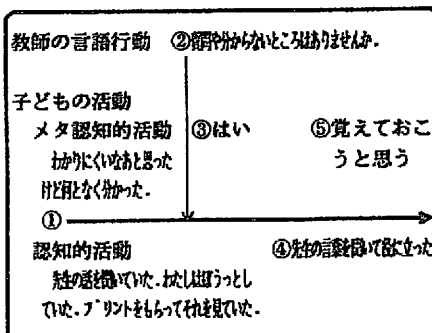 教師の言語行動 ②質問や分からないところはありませんか.
子どもの活動
メタ認知的活動 ③はい ⑤覚えておこ
わかりにくいなあと思った うと思う
けど何となく分かった.
①
認知的活動 ④先生の言葉を聞いて役に立った
先生の話を聞いていた.わたしはぼうっとし
ていた.プリントをもらってそれを見ていた.